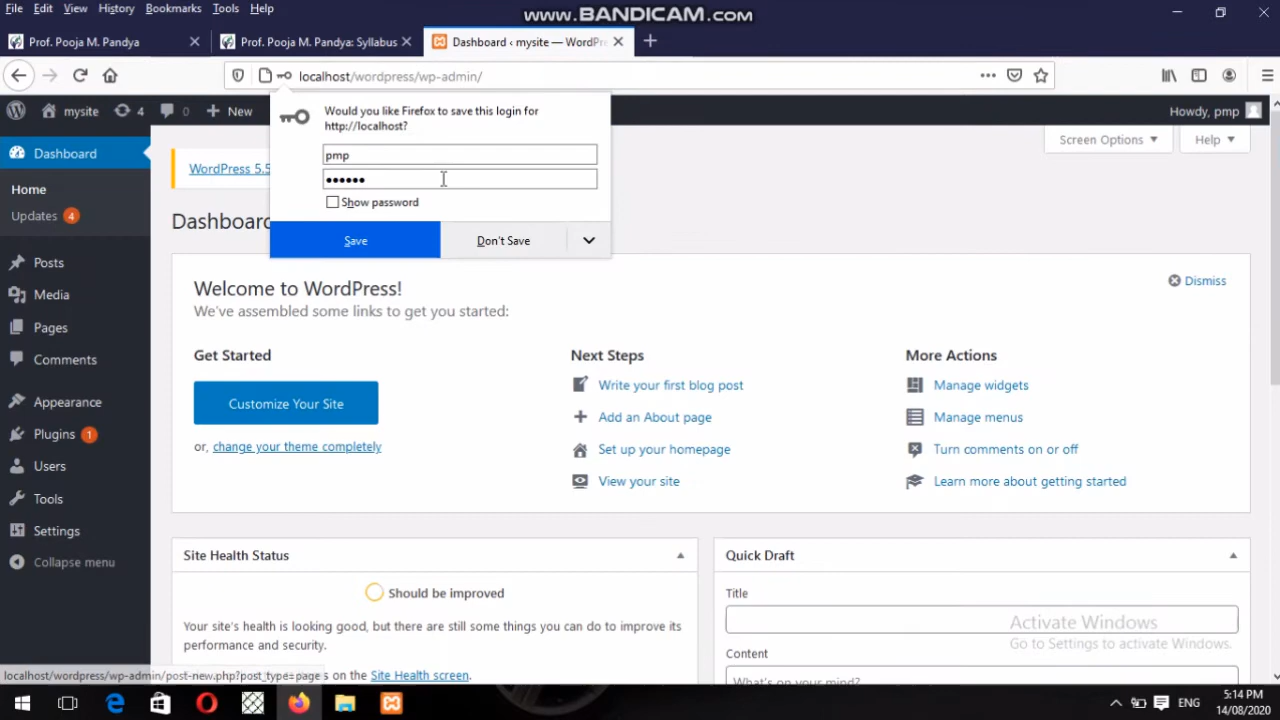 File Edit View History Bookmarks Tools Help
www.BANDICAM.com
Prof. Pooja M. Pandya
Prof. Pooja M. Pandya: Syllabus
Dashboard ‹ mysite — WordPr
localhost/wordpress/wp-admin/
mysite 4 0 New
Howdy, pmp
Would you like Firefox to save this login for
http://localhost?
pmp
••••••
Show password
Save
Don't Save
Dashboard
Home
Updates 4
Posts
Media
Pages
Comments
Appearance
Plugins 1
Users
Tools
Settings
Collapse menu
Screen Options
Help
WordPress 5.5
Dashboard
Welcome to WordPress!
Dismiss
We've assembled some links to get you started:
Get Started
Customize Your Site
or, change your theme completely
Next Steps
Write your first blog post
Add an About page
Set up your homepage
View your site
More Actions
Manage widgets
Manage menus
Turn comments on or off
Learn more about getting started
Site Health Status
Should be improved
Your site's health is looking good, but there are still some things you can do to improve its
performance and security.
s on the Site Health screen.
Quick Draft
Title
Content
What's on your mind?
Activate Windows
Go to Settings to activate Windows.
localhost/wordpress/wp-admin/post-new.php?post_type=page
ENG
5:14 PM
14/08/2020